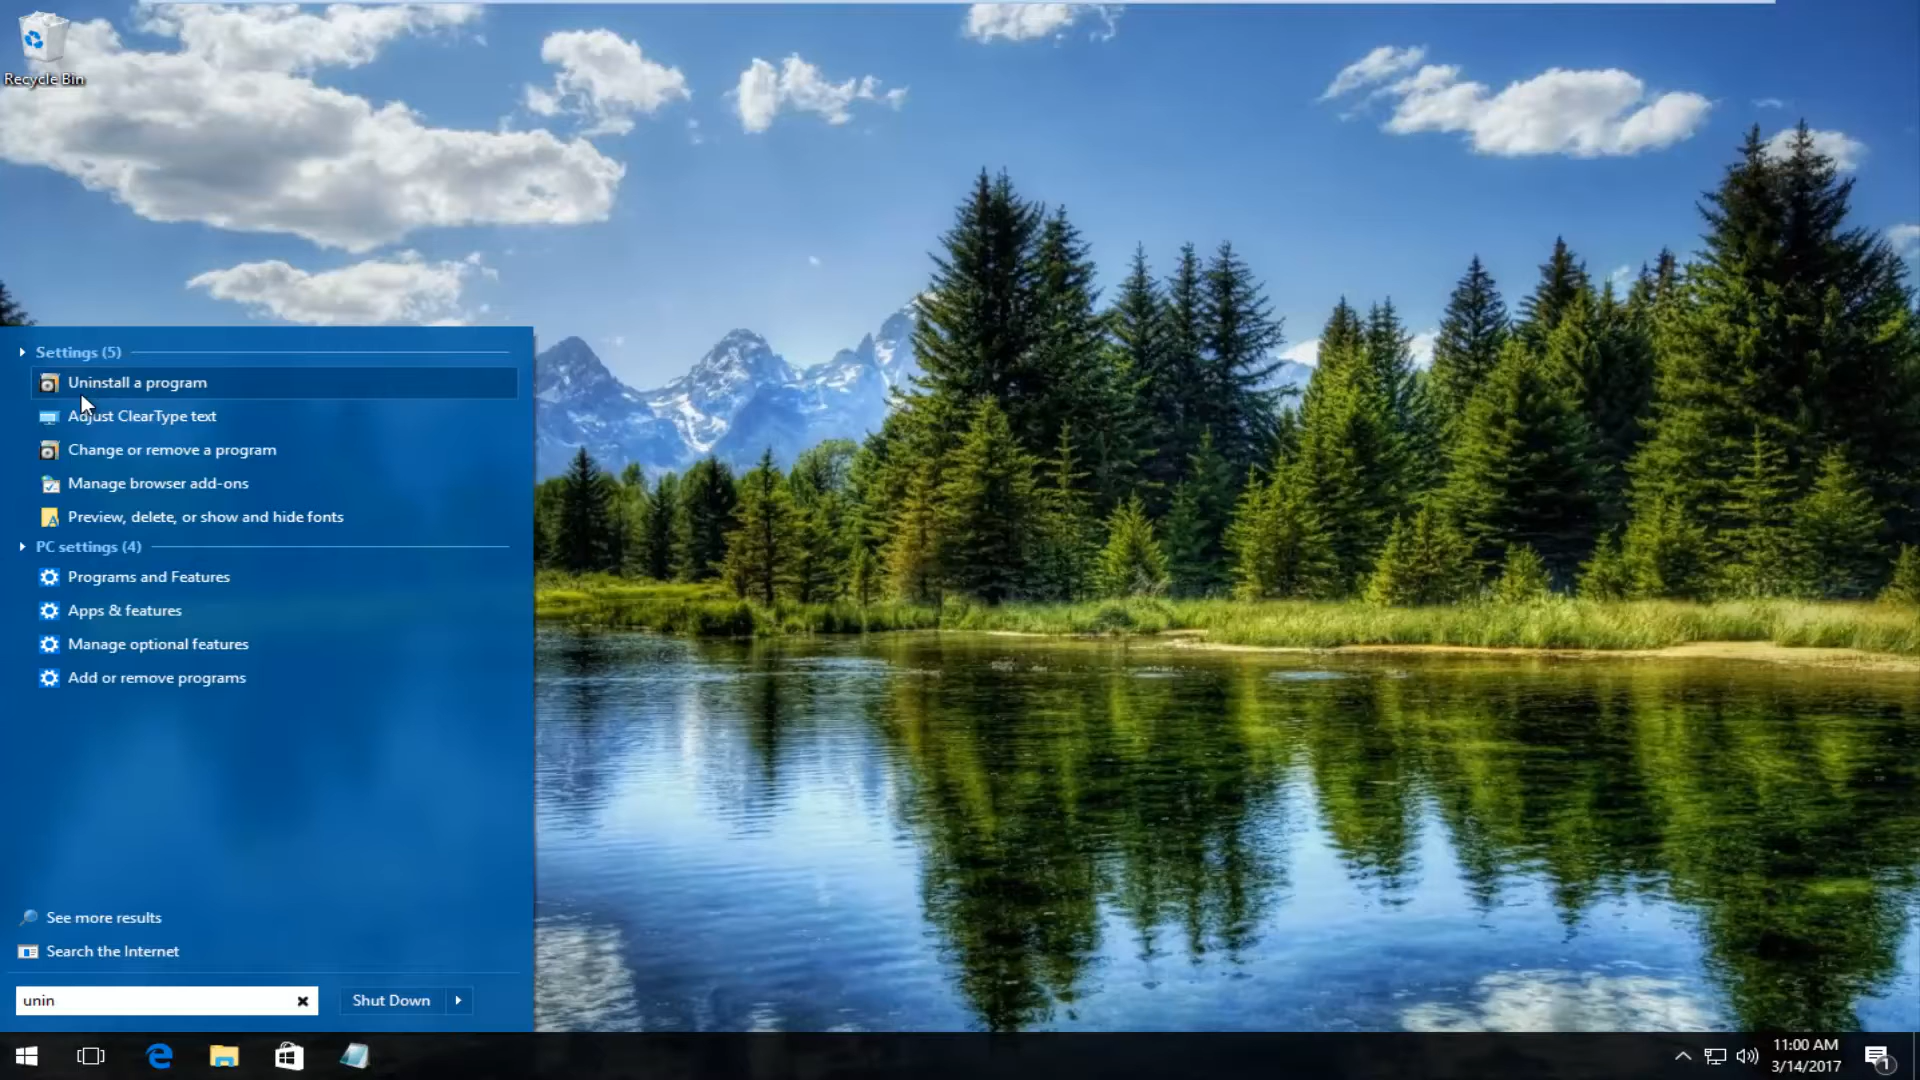 Recycle Bin
Settings (5)
Uninstall a program
Adjust ClearType text
Change or remove a program
Manage browser add-ons
Preview, delete, or show and hide fonts
PC settings (4)
Programs and Features
Apps & features
Manage optional features
Add or remove programs
See more results
Search the Internet
unin
Shut Down
11:00 AM
3/14/2017
1